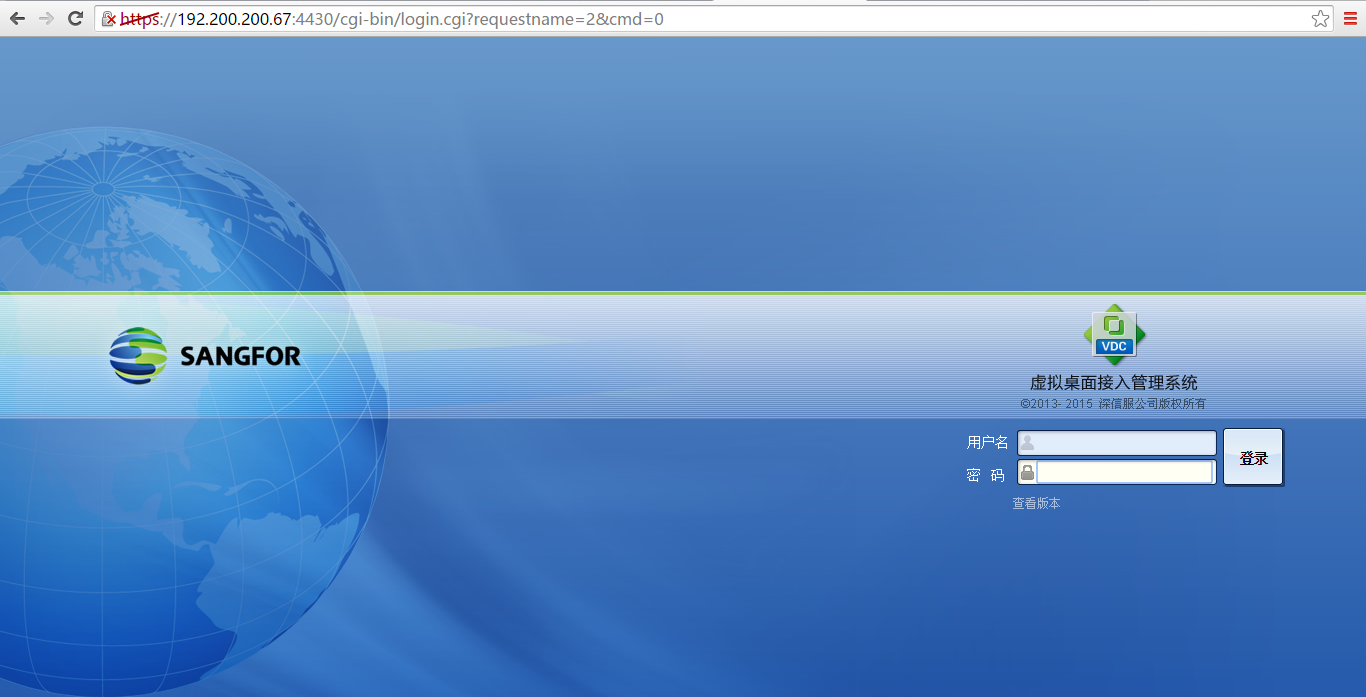 https://192.200.200.67:4430/cgi-bin/login.cgi?requestname=2&cmd=0
SANGFOR
VDC
虚拟桌面接入管理系统
©2013- 2015 深信服公司版权所有
用户名
密 码
登录
查看版本